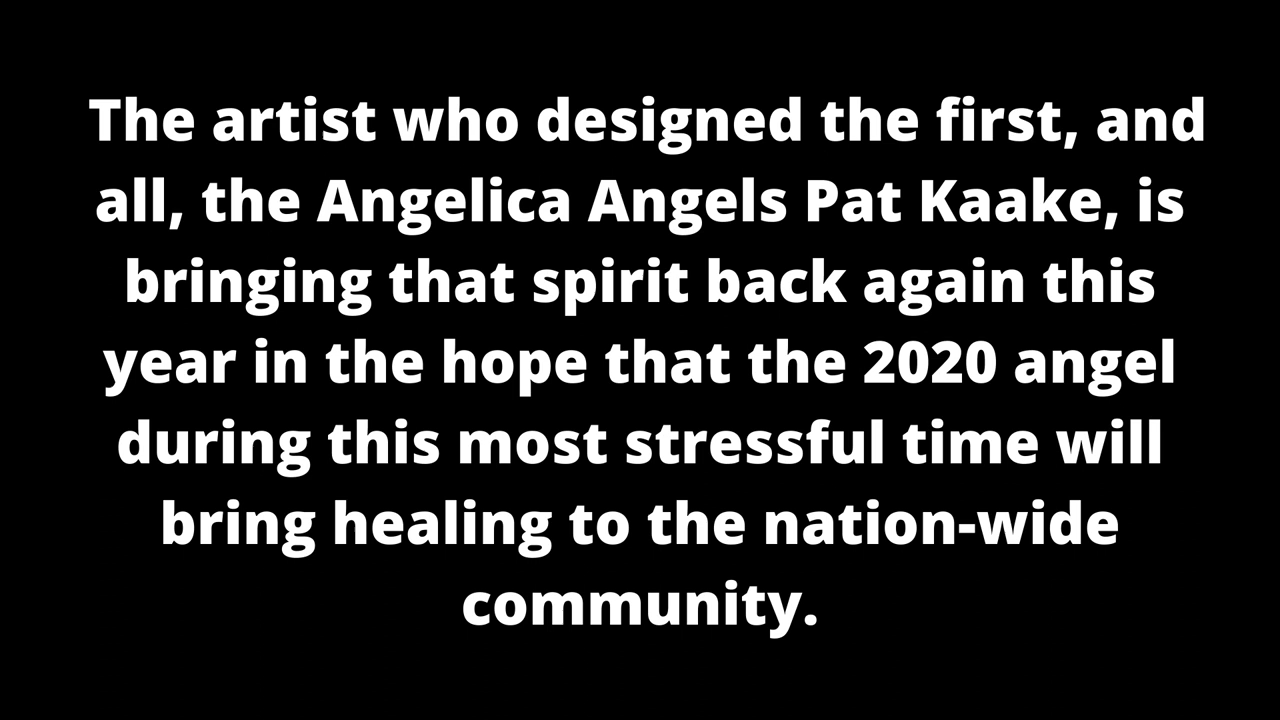 The artist who designed the first, and
all, the Angelica Angels Pat Kaake, is
bringing that spirit back again this
year in the hope that the 2020 angel
during this most stressful time will
bring healing to the nation-wide
community.